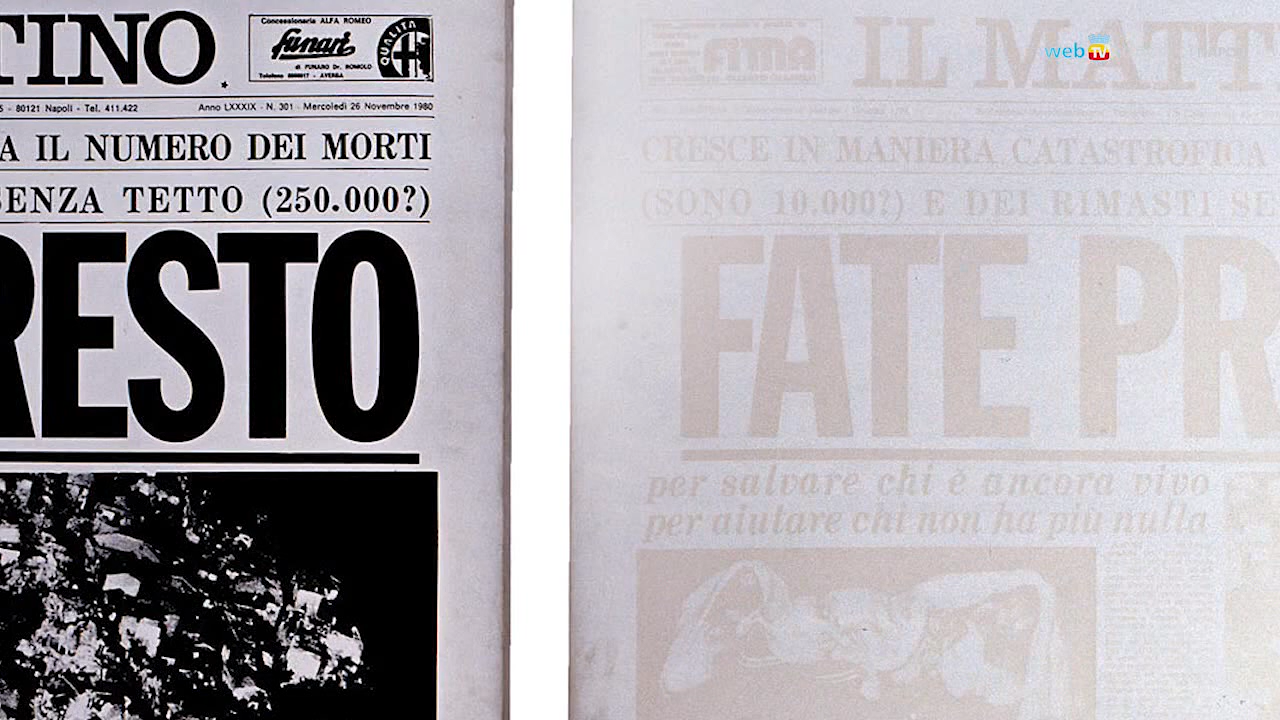 TINO
Concessionaria ALFA ROMEO
funari
di FUNARO Dr. ROMOLO
AVERSA
QUALITA
80121 Napoli - Tel. 411.422
Anno LXXXIX - N. 301 - Mercoledì 26 Novembre 1980
A IL NUMERO DEI MORTI
SENZA TETTO (250.000?)
RESTO
web TV
IL MATT
CRESCE IN MANIERA CATASTROFICA
(SONO 10.000?) E DEI RIMASTI SE
FATE PR
per salvare chi è ancora vivo
per aiutare chi non ha più nulla